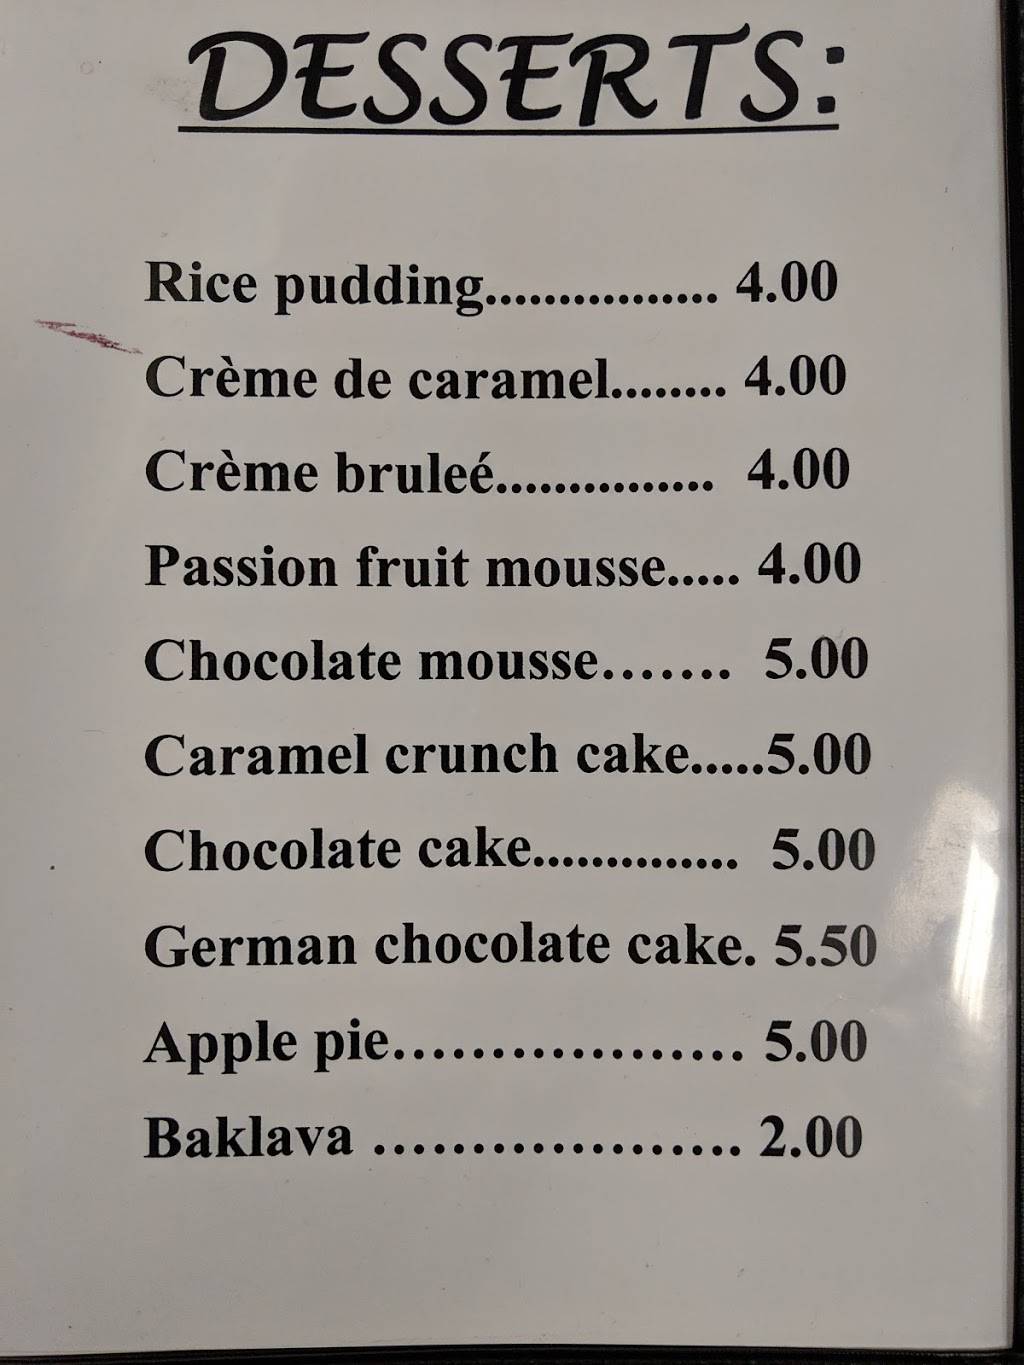 DESSERTS:
Rice pudding................ 4.00
Crème de caramel........ 4.00
Crème bruleé............... 4.00
Passion fruit mousse..... 4.00
Chocolate mousse....... 5.00
Caramel crunch cake.....5.00
Chocolate cake.............. 5.00
German chocolate cake. 5.50
Apple pie.................. 5.00
Baklava ................... 2.00